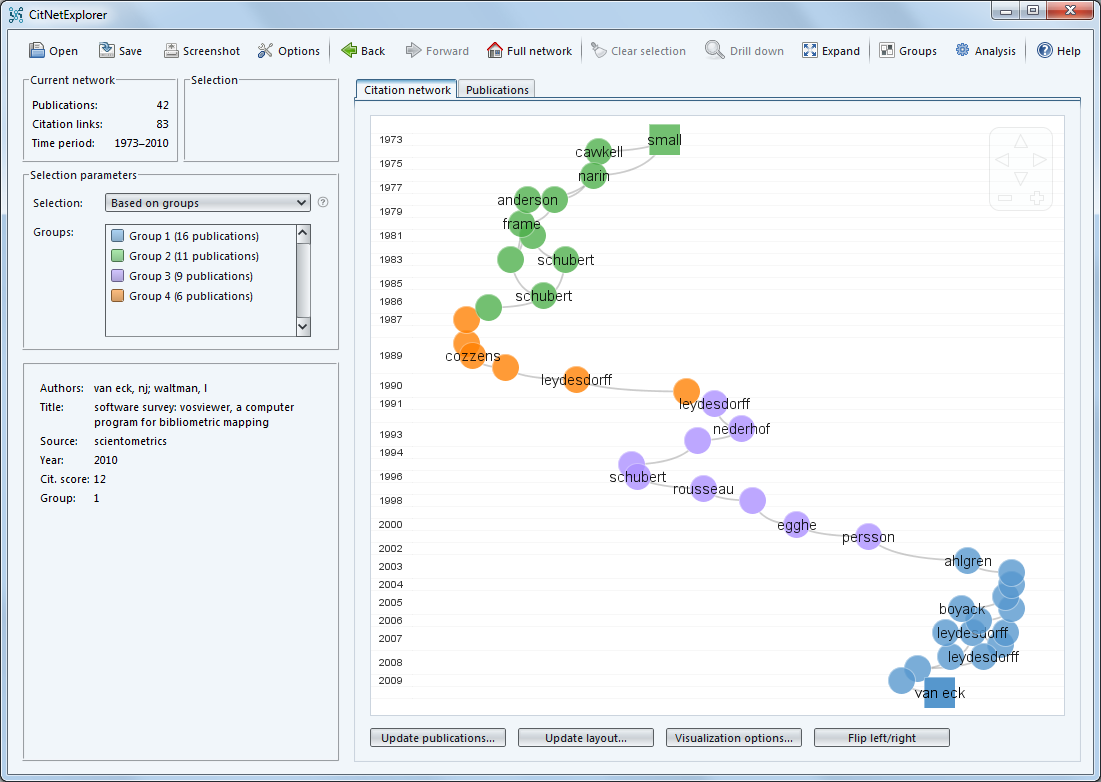 CitNetExplorer
Open Save Screenshot Options Back Forward Full network Clear selection Drill down Expand Groups Analysis Help
Current network
Publications: 42
Citation links: 83
Time period: 1973–2010
Selection
Selection parameters
Selection: Based on groups
Groups:
Group 1 (16 publications)
Group 2 (11 publications)
Group 3 (9 publications)
Group 4 (6 publications)
Authors: van eck, nj; waltman, l
Title: software survey: vosviewer, a computer
program for bibliometric mapping
Source: scientometrics
Year: 2010
Cit. score: 12
Group: 1
Citation network Publications
1973 small
cawkell
1975
narin
1977
anderson
1979
frame
1981
1983 schubert
1985
schubert
1986
1987
1989 cozzens
leydesdorff
1990
1991 leydesdorff
nederhof
1993
1994
1996 schubert
rousseau
1998
2000 egghe
persson
2002
ahlgren
2003
2004
2005
boyack
2006
leydesdorff
2007
leydesdorff
2008
2009
van eck
Update publications... Update layout... Visualization options... Flip left/right